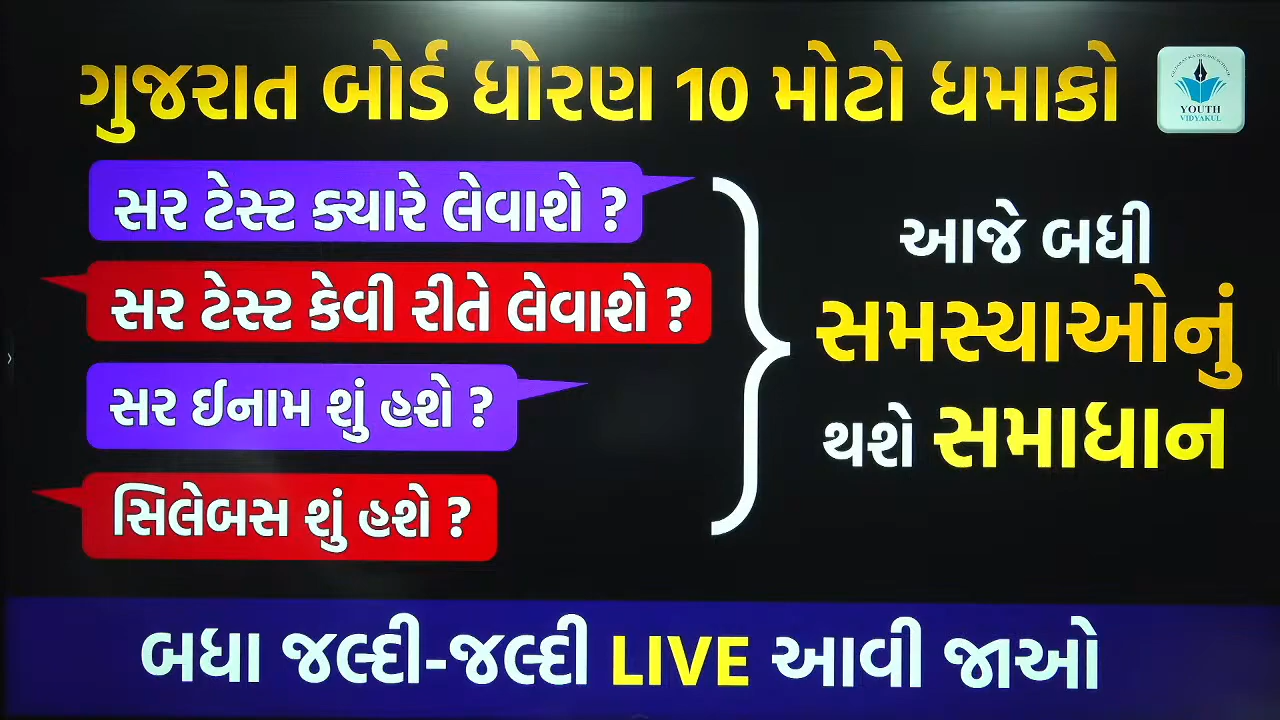 ગુજરાત બોર્ડ ધોરણ 10 મોટો ધમાકો
YOUTH
VIDYAKUL
સર ટેસ્ટ ક્યારે લેવાશે ?
સર ટેસ્ટ કેવી રીતે લેવાશે ?
સર ઈનામ શું હશે ?
સિલેબસ શું હશે ?
આજે બધી
સમસ્યાઓનું
થશે સમાધાન
બધા જલ્દી-જલ્દી LIVE આવી જાઓ